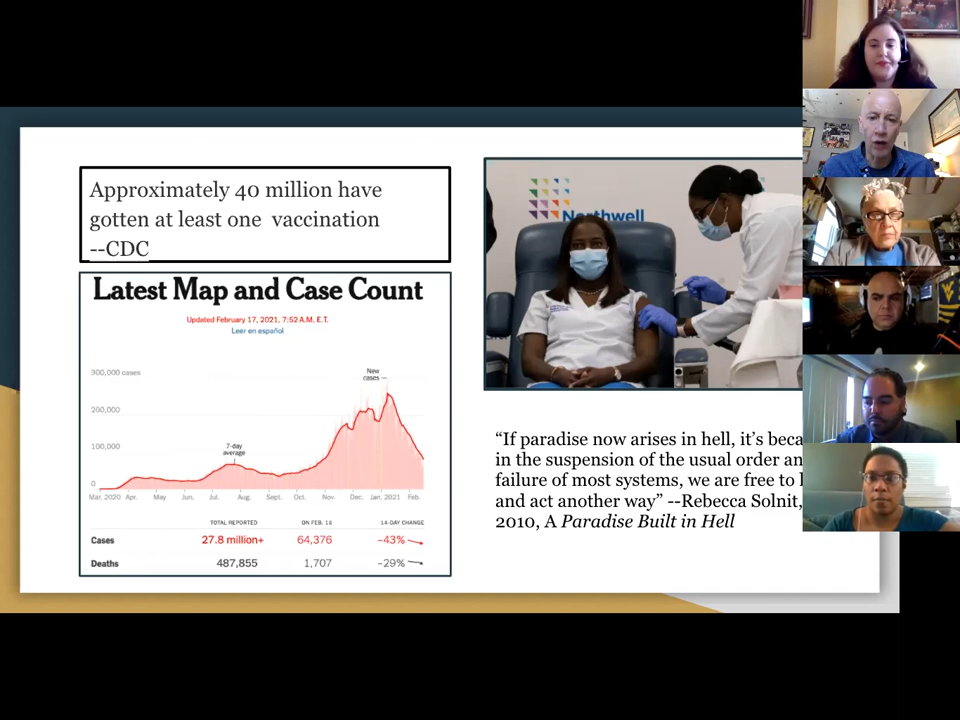 Approximately 40 million have
gotten at least one vaccination
--CDC
Latest Map and Case Count
Updated February 17, 2021, 7:52 A.M. E.T.
Leer en español
300,000 cases
200,000
100,000
0
New
cases
7-day
average
Mar. 2020 Apr. May Jun. Jul. Aug. Sept. Oct. Nov. Dec. Jan. 2021 Feb.
TOTAL REPORTED ON FEB. 16 14-DAY CHANGE
Cases 27.8 million+ 64,376 –43%
Deaths 487,855 1,707 –29%
Northwell
“If paradise now arises in hell, it’s beca
in the suspension of the usual order an
failure of most systems, we are free to l
and act another way” --Rebecca Solnit,
2010, A Paradise Built in Hell